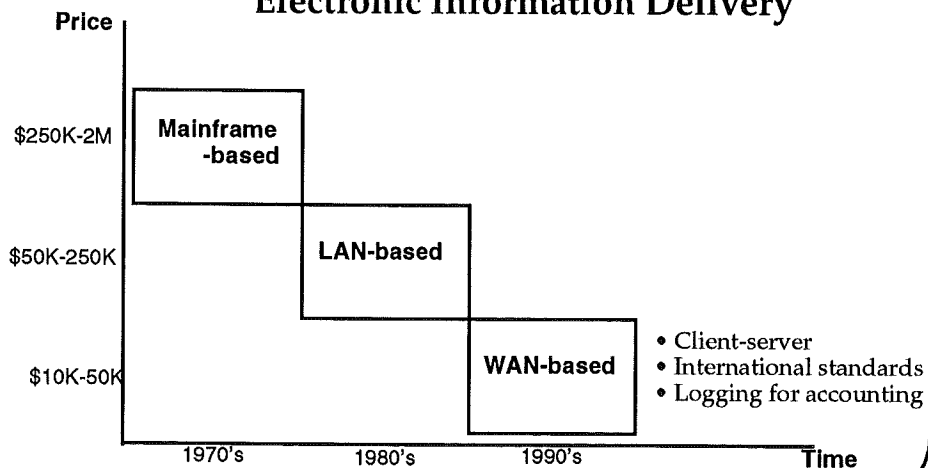 Electronic Information Delivery
Price
$250K-2M
Mainframe
-based
$50K-250K
LAN-based
$10K-50K
WAN-based
• Client-server
• International standards
• Logging for accounting
1970's
1980's
1990's
Time